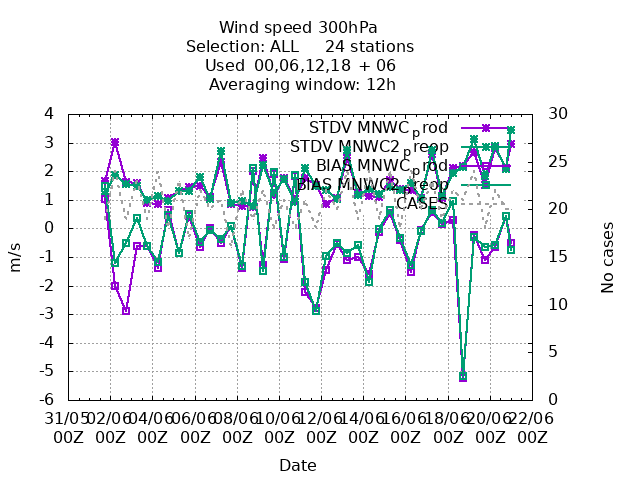 Wind speed 300hPa
Selection: ALL 24 stations
Used 00,06,12,18 + 06
Averaging window: 12h
STDV MNWC_prod
STDV MNWC2_preop
BIAS MNWC_prod
BIAS MNWC2_preop
CASES
4
3
2
1
0
-1
-2
-3
-4
-5
-6
30
25
20
15
10
5
0
m/s
No cases
31/05 02/06 04/06 06/06 08/06 10/06 12/06 14/06 16/06 18/06 20/06 22/06
00Z 00Z 00Z 00Z 00Z 00Z 00Z 00Z 00Z 00Z 00Z 00Z
Date